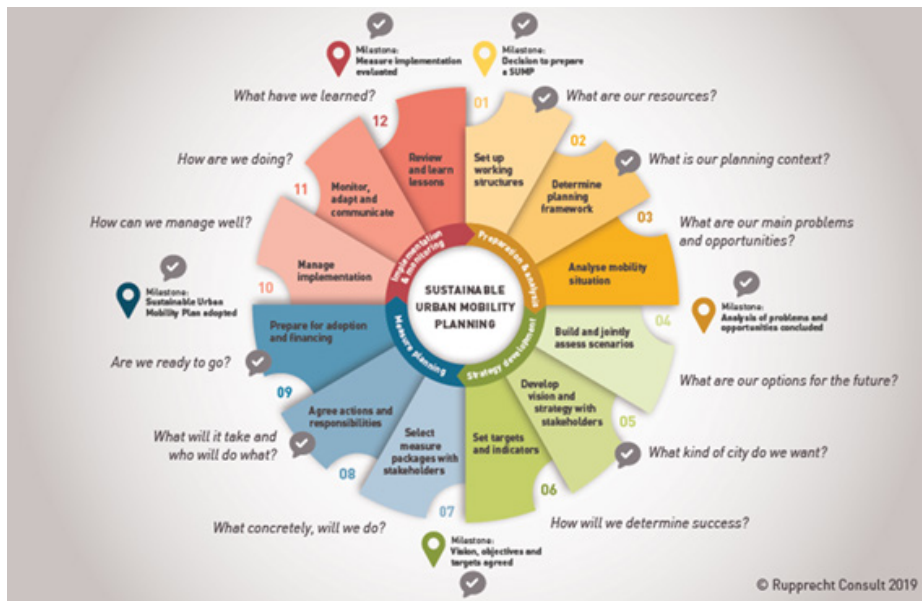 Milestone:
Measure implementation
evaluated
Milestone:
Decision to prepare
a SUMP
What have we learned?
12
01
What are our resources?
How are we doing?
Review and learn
lessons
Set up
working
structures
02
What is our planning context?
11
Monitor,
adapt and
communicate
Determine
planning
framework
03
How can we manage well?
What are our main problems
and opportunities?
10
Manage
implementation
Analyse mobility
situation
Implementation
& monitoring
Preparation & analysis
SUSTAINABLE
URBAN MOBILITY
PLANNING
Measure planning
Strategy development
Milestone:
Sustainable Urban
Mobility Plan adopted
Milestone:
Analysis of problems and
opportunities concluded
Prepare for adoption
and financing
Build and jointly
assess scenarios
04
Are we ready to go?
09
What are our options for the future?
Agree actions and
responsibilities
Develop
vision and
strategy with
stakeholders
05
What will it take and
who will do what?
08
Select
measure
packages with
stakeholders
Set targets
and indicators
What kind of city do we want?
07
06
What concretely, will we do?
How will we determine success?
Milestone:
Vision, objectives and
targets agreed
© Rupprecht Consult 2019